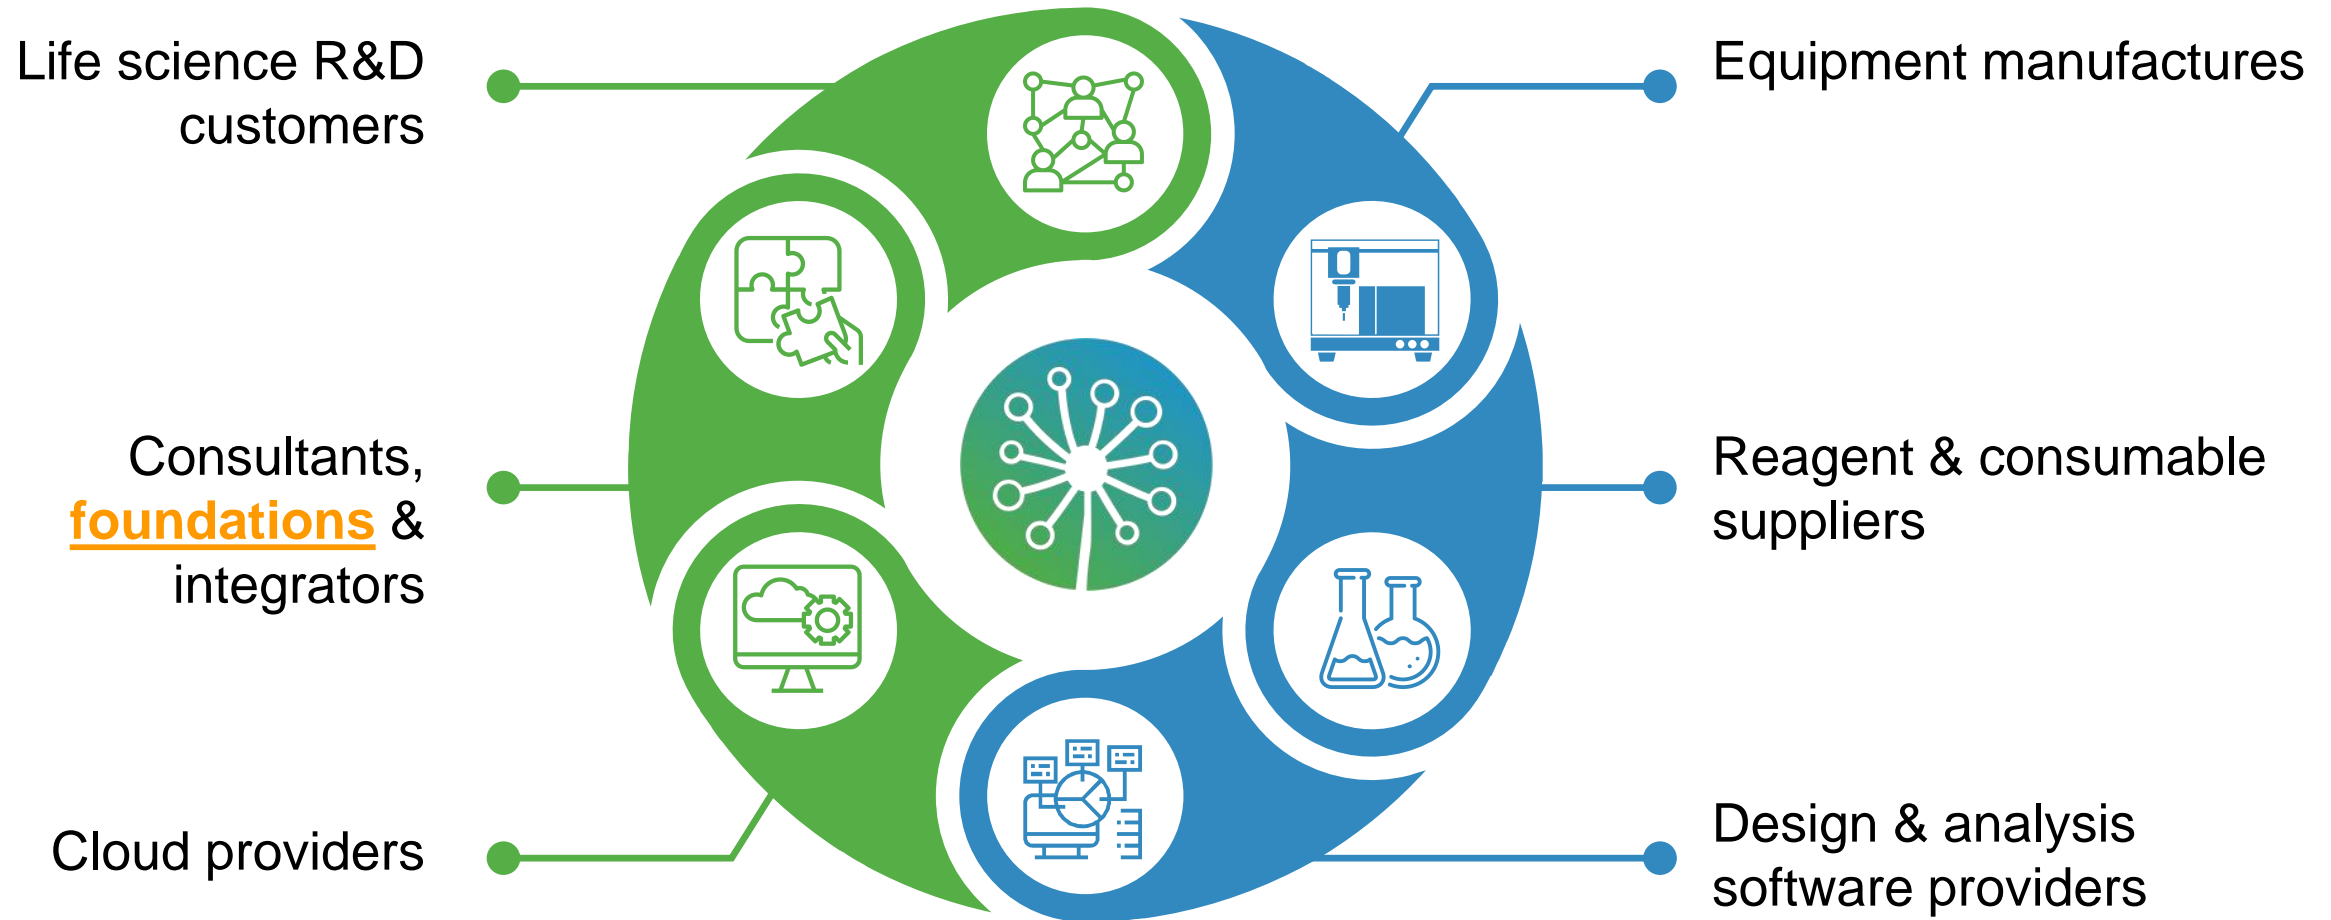 Life science R&D
customers
Consultants,
foundations &
integrators
Cloud providers
Equipment manufactures
Reagent & consumable
suppliers
Design & analysis
software providers